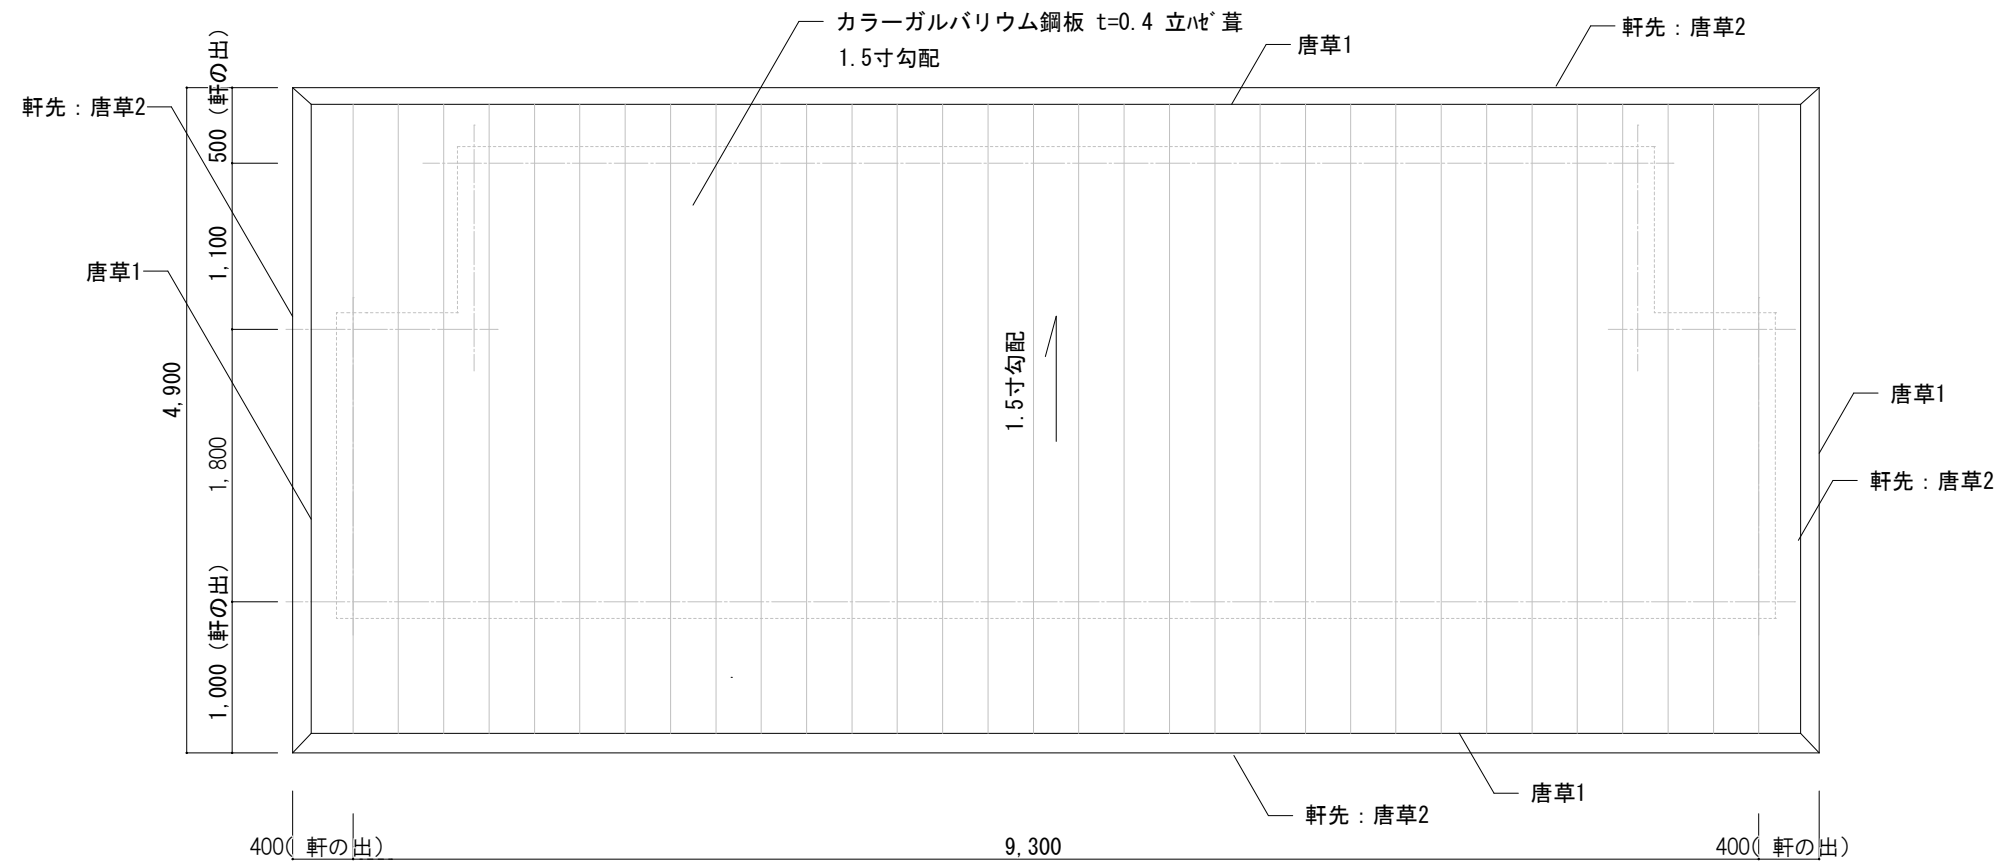 カラーガルバリウム鋼板 t=0.4 立ﾊｾﾞ葺
1.5寸勾配
唐草1
軒先：唐草2
軒先：唐草2
唐草1
500（軒の出）
1,100
1,800
1,000（軒の出）
4,900
1.5寸勾配
唐草1
軒先：唐草2
唐草1
軒先：唐草2
400( 軒の出)
9,300
400( 軒の出)